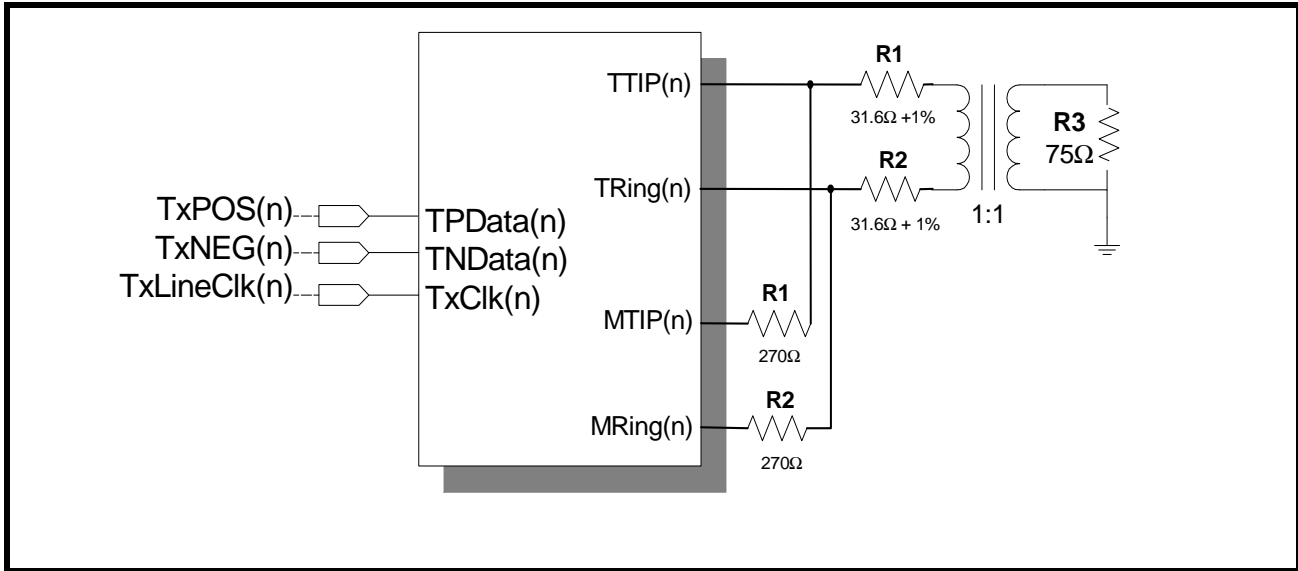 TTIP(n)
R1
31.6Ω +1%
R3
75Ω
TRing(n)
R2
31.6Ω + 1%
1:1
TxPOS(n)
TPData(n)
TxNEG(n)
TNData(n)
TxLineClk(n)
TxClk(n)
MTIP(n)
R1
270Ω
MRing(n)
R2
270Ω